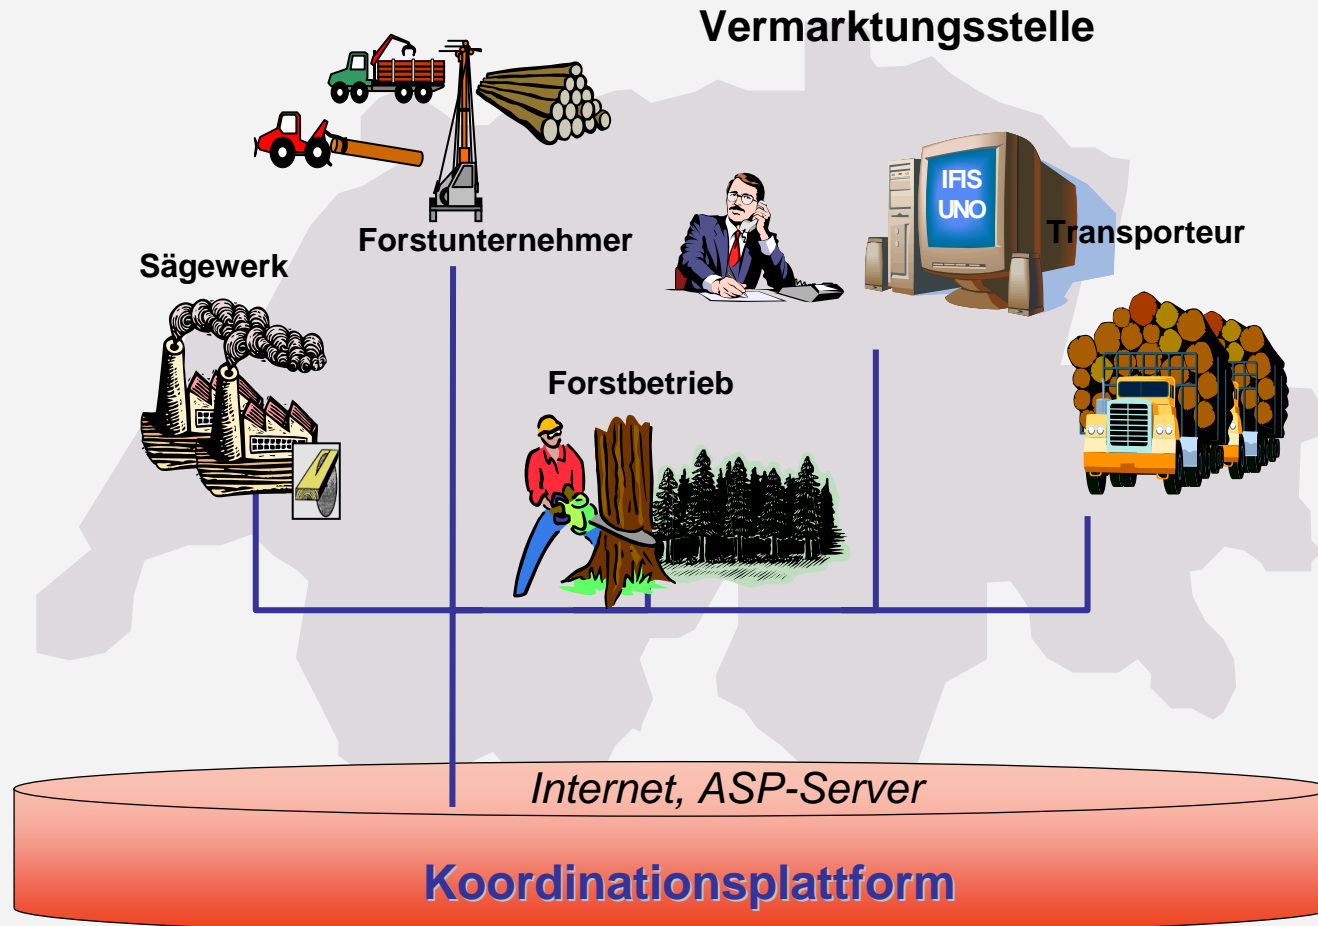 Vermarktungsstelle
IFIS
UNO
Forstunternehmer
Transporteur
Sägewerk
Forstbetrieb
Internet, ASP-Server
Koordinationsplattform